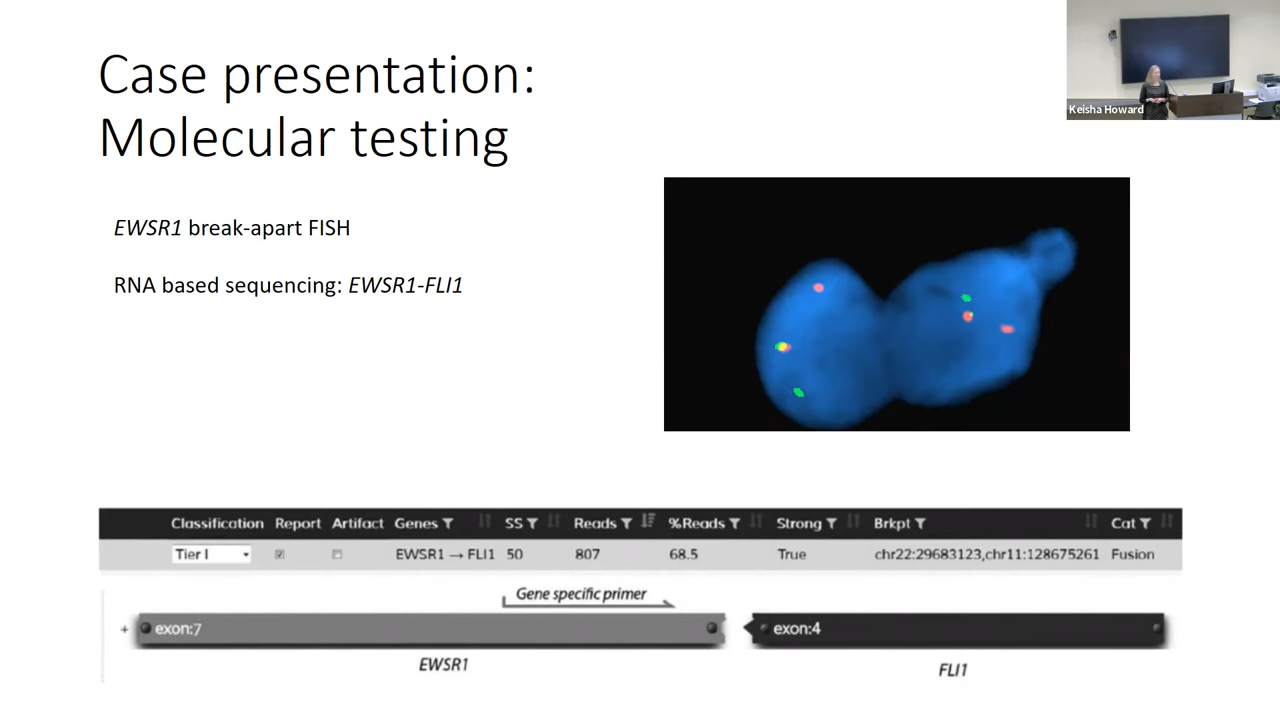 Case presentation:
Molecular testing
Keisha Howard
EWSR1 break-apart FISH
RNA based sequencing: EWSR1-FLI1
Classification Report Artifact Genes SS Reads %Reads Strong Brkpt Cat
Tier I EWSR1 → FLI1 50 807 68.5 True chr22:29683123,chr11:128675261 Fusion
Gene specific primer
+ exon:7 exon:4
EWSR1 FLI1